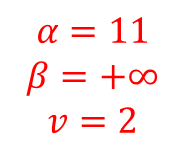 α = 11
β = +∞
v = 2